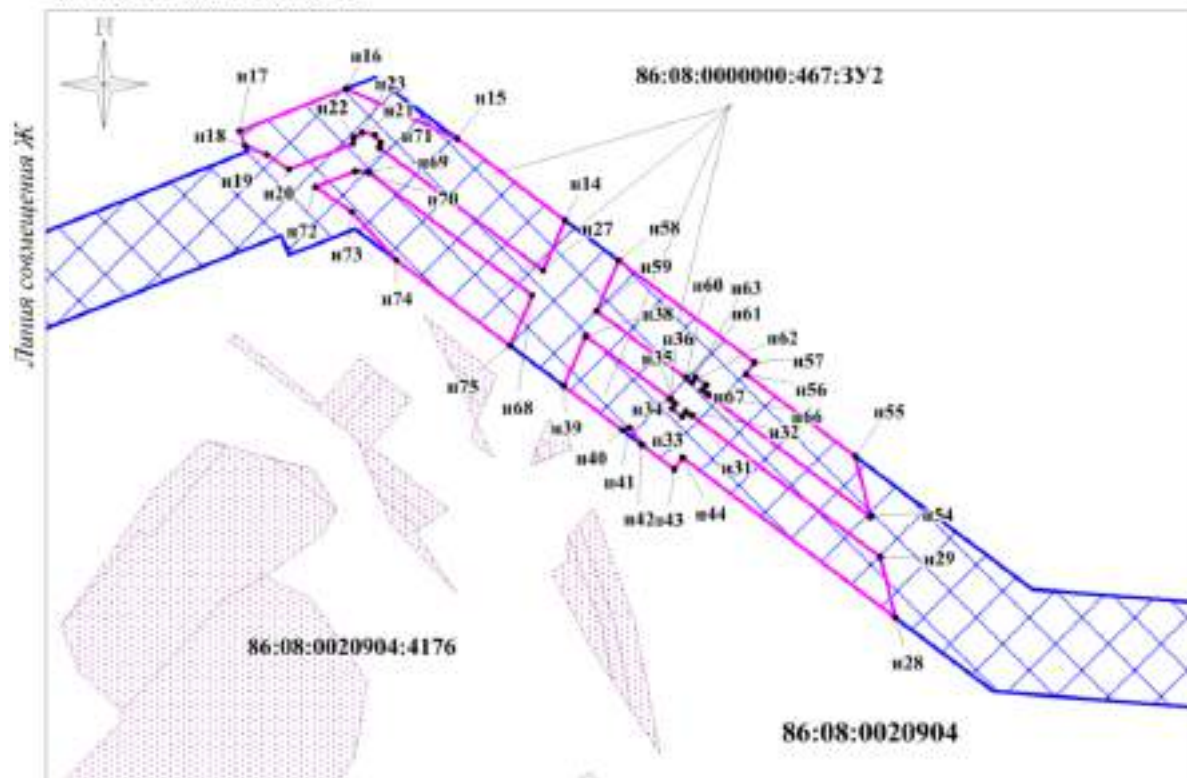 н16
н17
н23
86:08:0000000:467:ЗУ2
н22
н21
н15
н18
н71
н69
н19
н20
н70
н14
н72
н27
н58
н73
н59
н60
н63
н74
н38
н61
н36
н62
н35
н57
н75
н56
н68
н34
н67
н55
н39
н66
н33
н32
н40
н31
н41
н42
н43
н44
н54
н29
н28
Линия совмещения Ж
86:08:0020904:4176
86:08:0020904